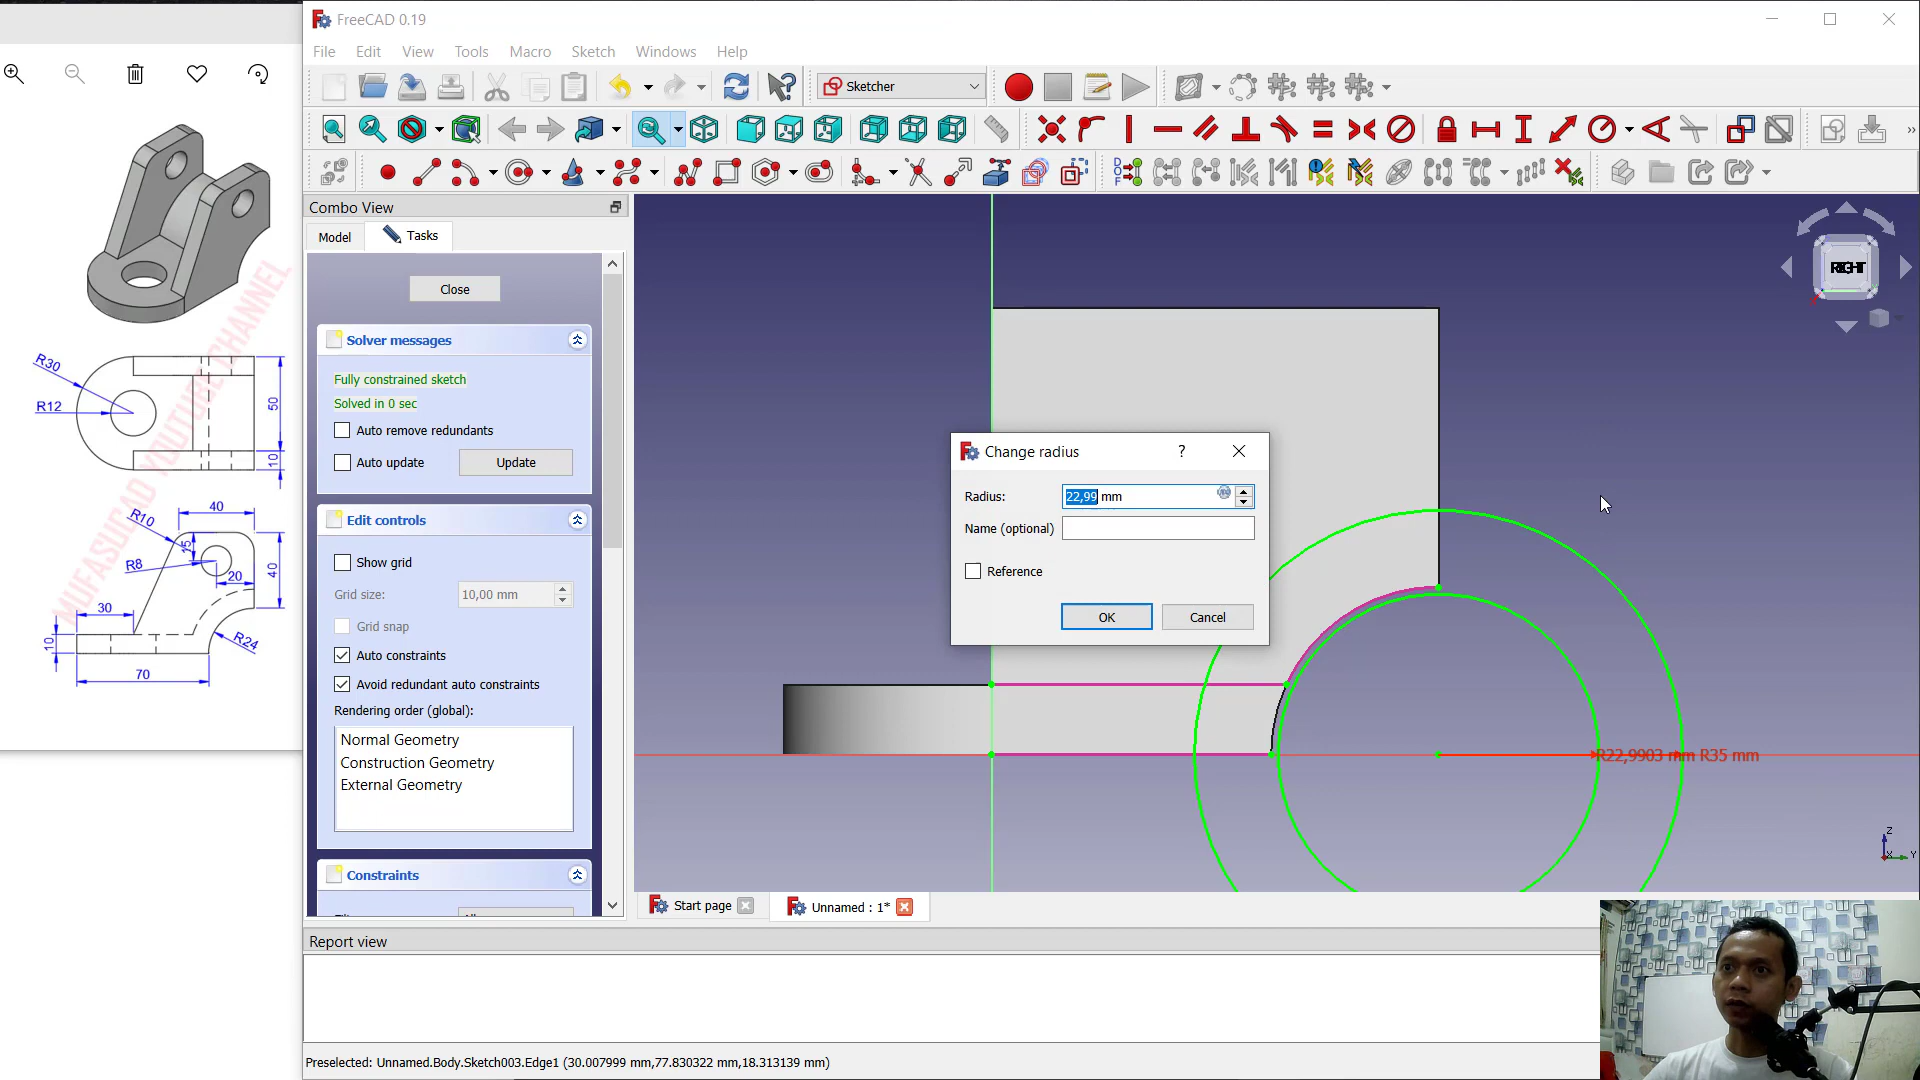 FreeCAD 0.19
File Edit View Tools Macro Sketch Windows Help
Sketcher
Combo View
Model
Tasks
Close
Solver messages
Fully constrained sketch
Solved in 0 sec
Auto remove redundants
Auto update
Update
Edit controls
Show grid
Grid size:
10,00 mm
Grid snap
Auto constraints
Avoid redundant auto constraints
Rendering order (global):
Normal Geometry
Construction Geometry
External Geometry
Constraints
Change radius
?
Radius:
22,99 mm
Name (optional)
Reference
OK
Cancel
R22,9903 mm R35 mm
RIGHT
Z
Y
Start page
Unnamed : 1*
Report view
Preselected: Unnamed.Body.Sketch003.Edge1 (30.007999 mm,77.830322 mm,18.313139 mm)
R30
R12
50
10
40
R10
15
R8
20
40
30
10
R24
70
MUFASUCAD YOUTUBE CHANNEL